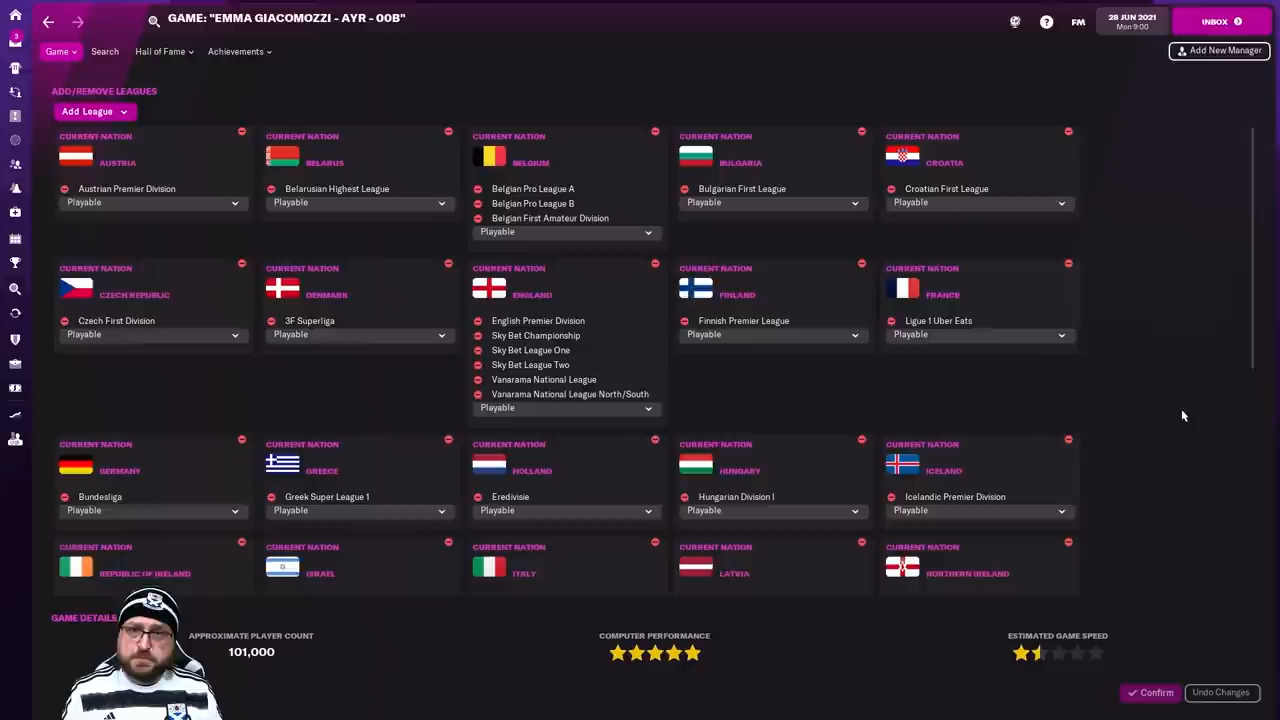 GAME: "EMMA GIACOMOZZI - AYR - 00B"
FM
28 JUN 2021
Mon 9:00
INBOX
3
Game
Search
Hall of Fame
Achievements
Add New Manager
ADD/REMOVE LEAGUES
Add League
CURRENT NATION
AUSTRIA
Austrian Premier Division
Playable
CURRENT NATION
BELARUS
Belarusian Highest League
Playable
CURRENT NATION
BELGIUM
Belgian Pro League A
Belgian Pro League B
Belgian First Amateur Division
Playable
CURRENT NATION
BULGARIA
Bulgarian First League
Playable
CURRENT NATION
CROATIA
Croatian First League
Playable
CURRENT NATION
CZECH REPUBLIC
Czech First Division
Playable
CURRENT NATION
DENMARK
3F Superliga
Playable
CURRENT NATION
ENGLAND
English Premier Division
Sky Bet Championship
Sky Bet League One
Sky Bet League Two
Vanarama National League
Vanarama National League North/South
Playable
CURRENT NATION
FINLAND
Finnish Premier League
Playable
CURRENT NATION
FRANCE
Ligue 1 Uber Eats
Playable
CURRENT NATION
GERMANY
Bundesliga
Playable
CURRENT NATION
GREECE
Greek Super League 1
Playable
CURRENT NATION
HOLLAND
Eredivisie
Playable
CURRENT NATION
HUNGARY
Hungarian Division I
Playable
CURRENT NATION
ICELAND
Icelandic Premier Division
Playable
CURRENT NATION
REPUBLIC OF IRELAND
CURRENT NATION
ISRAEL
CURRENT NATION
ITALY
CURRENT NATION
LATVIA
CURRENT NATION
NORTHERN IRELAND
GAME DETAILS
APPROXIMATE PLAYER COUNT
101,000
COMPUTER PERFORMANCE
ESTIMATED GAME SPEED
Confirm
Undo Changes